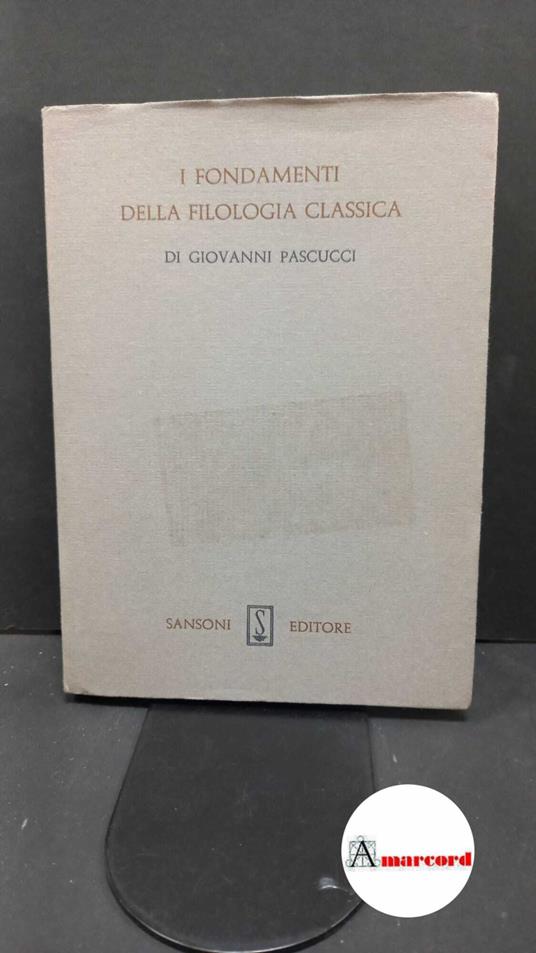 I FONDAMENTI
DELLA FILOLOGIA CLASSICA
DI GIOVANNI PASCUCCI
SANSONI S EDITORE
Amarcord